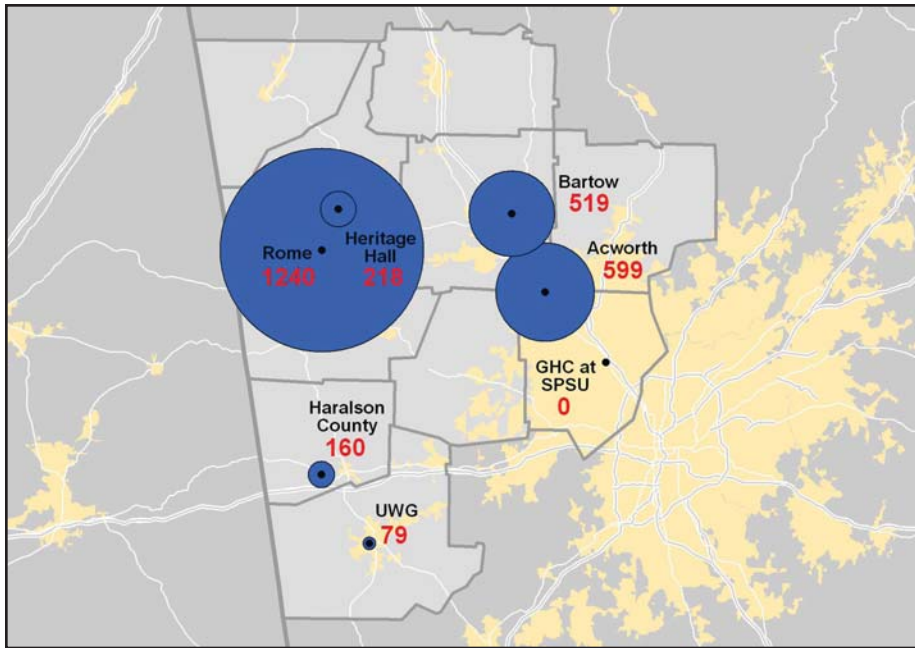 Bartow
519
Acworth
599
Rome
1240
Heritage
Hall
218
GHC at
SPSU
0
Haralson
County
160
UWG
79